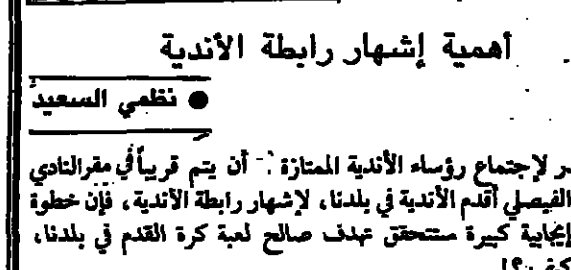 أهمية إشهار رابطة الأندية
● نظمي السعيد
ر لإجتماع رؤساء الأندية الممتازة - أن يتم قريباً في مقر النادي
الفيصلي أقدم الأندية في بلدنا، لإشهار رابطة الأندية، فإن خطوة
إيجابية كبيرة ستتحقق تهدف صالح لعبة كرة القدم في بلدنا،